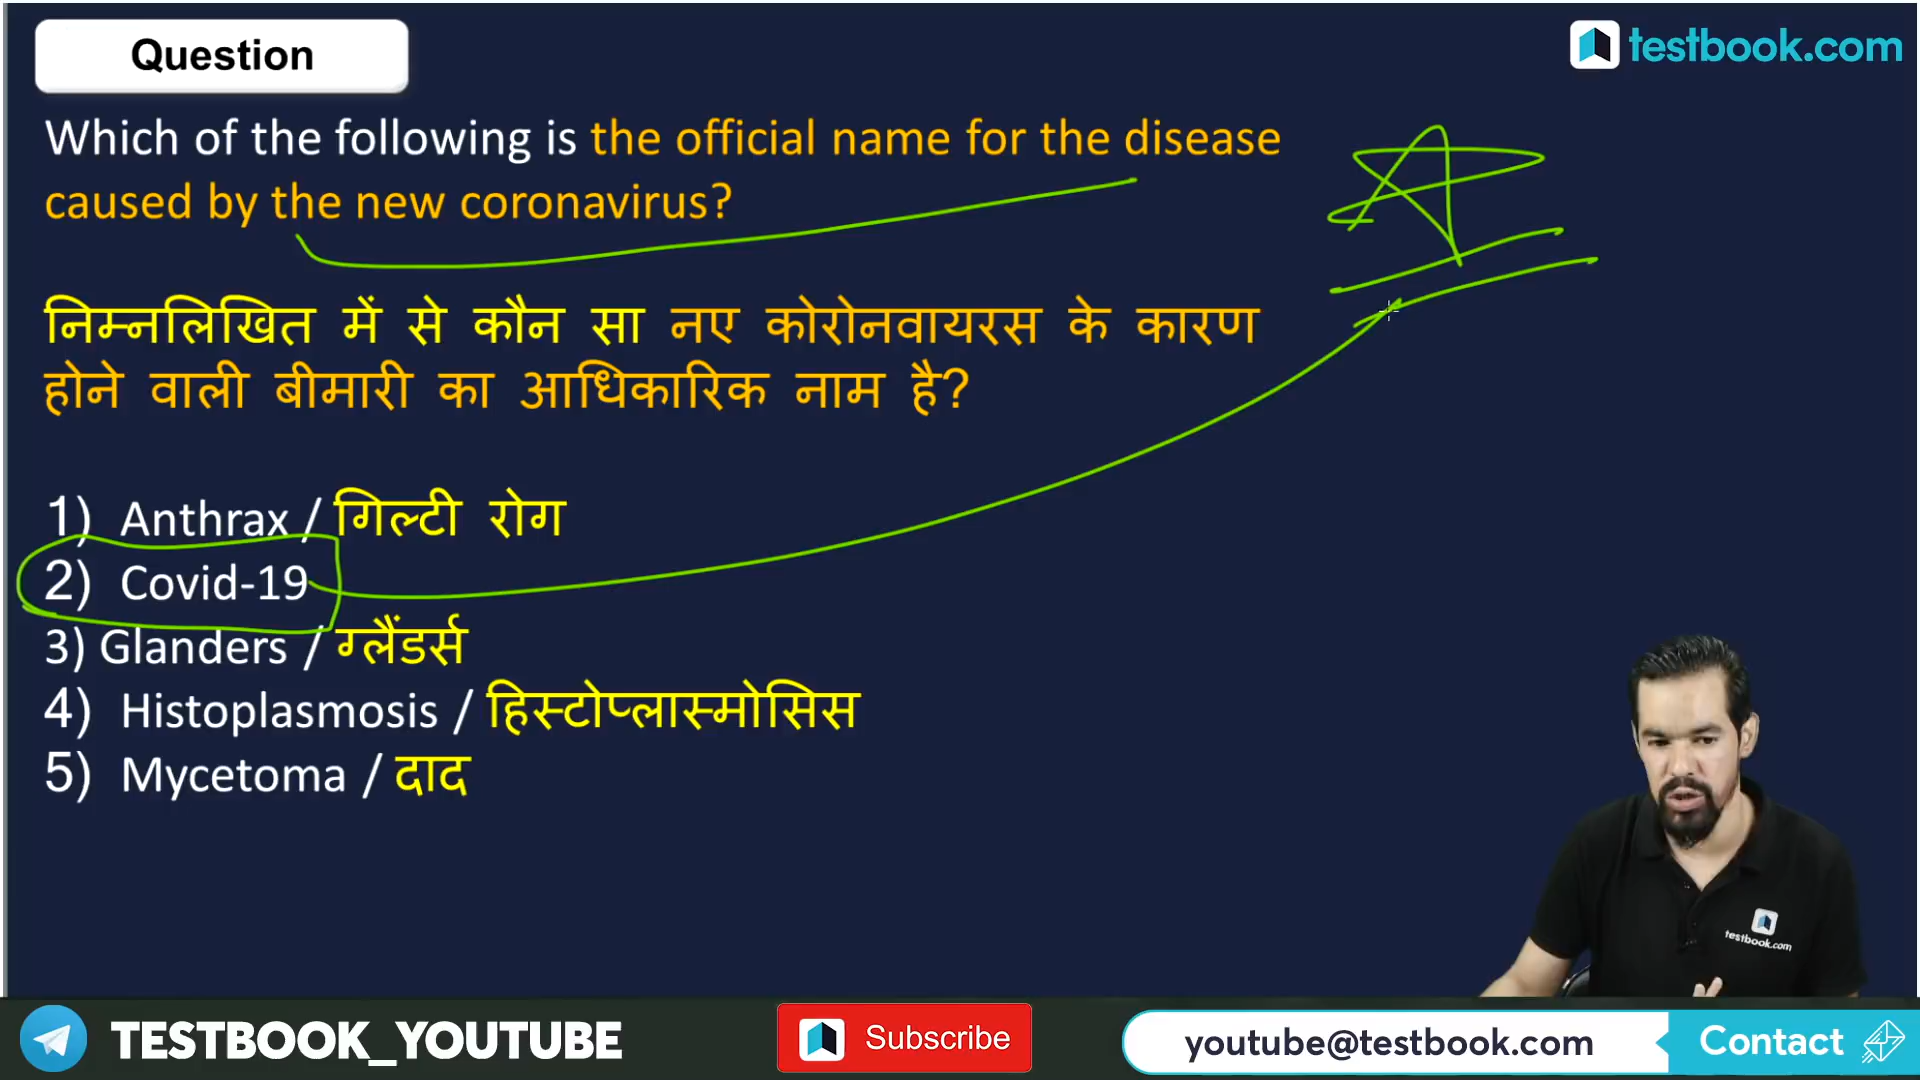 Question
testbook.com
Which of the following is the official name for the disease
caused by the new coronavirus?
निम्नलिखित में से कौन सा नए कोरोनवायरस के कारण
होने वाली बीमारी का आधिकारिक नाम है?
1) Anthrax / गिल्टी रोग
2) Covid-19
3) Glanders / ग्लैंडर्स
4) Histoplasmosis / हिस्टोप्लास्मोसिस
5) Mycetoma / दाद
testbook.com
TESTBOOK_YOUTUBE
Subscribe
youtube@testbook.com
Contact